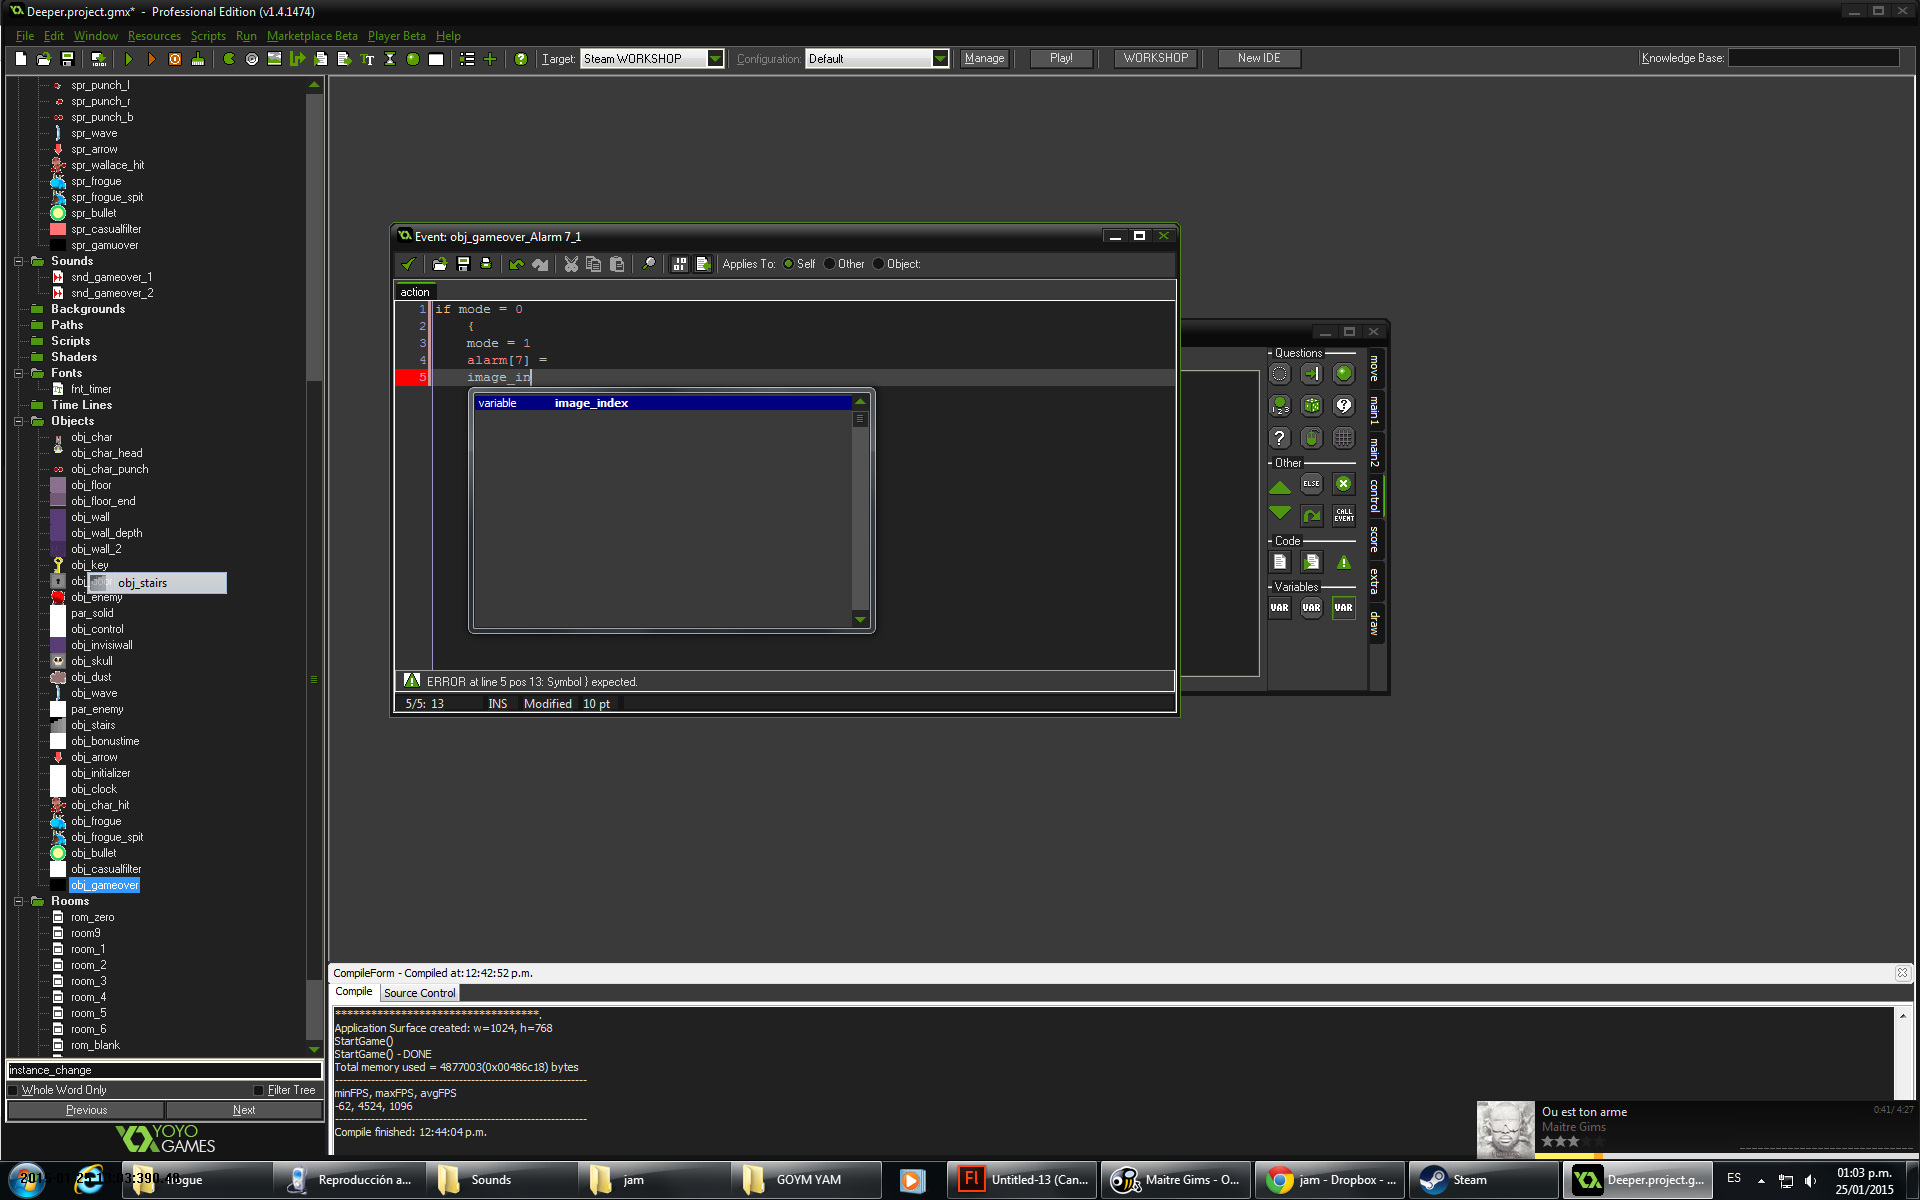 Deeper.project.gmx* - Professional Edition (v1.4.1474)
File Edit Window Resources Scripts Run Marketplace Beta Player Beta Help
Target: Steam WORKSHOP Configuration: Default Manage Play! WORKSHOP New IDE Knowledge Base:
spr_punch_l
spr_punch_r
spr_punch_b
spr_wave
spr_arrow
spr_wallace_hit
spr_frogue
spr_frogue_spit
spr_bullet
spr_casualfilter
spr_gamuover
Sounds
snd_gameover_1
snd_gameover_2
Backgrounds
Paths
Scripts
Shaders
Fonts
fnt_timer
Time Lines
Objects
obj_char
obj_char_head
obj_char_punch
obj_floor
obj_floor_end
obj_wall
obj_wall_depth
obj_wall_2
obj_key
obj_stairs
obj_enemy
par_solid
obj_control
obj_invisiwall
obj_skull
obj_dust
obj_wave
par_enemy
obj_stairs
obj_bonustime
obj_arrow
obj_initializer
obj_clock
obj_char_hit
obj_frogue
obj_frogue_spit
obj_bullet
obj_casualfilter
obj_gameover
Rooms
rom_zero
room9
room_1
room_2
room_3
room_4
room_5
room_6
rom_blank
instance_change
Whole Word Only Filter Tree
Previous Next
YOYO
GAMES
Event: obj_gameover_Alarm 7_1
Applies To: Self Other Object:
action
1 if mode = 0
2 {
3 mode = 1
4 alarm[7] =
5 image_in
variable image_index
ERROR at line 5 pos 13: Symbol } expected.
5/5: 13 INS Modified 10 pt
Questions
Other
ELSE
CALL
EVENT
Code
Variables
VAR VAR VAR
move
main1
main2
control
score
extra
draw
CompileForm - Compiled at:12:42:52 p.m.
Compile Source Control
Application Surface created: w=1024, h=768
StartGame()
StartGame() - DONE
Total memory used = 4877003(0x00486c18) bytes
minFPS, maxFPS, avgFPS
-62, 4524, 1096
Compile finished: 12:44:04 p.m.
Ou est ton arme 0:41/ 4:27
Maitre Gims
Reproducción a...
Sounds
jam
GOYM YAM
Untitled-13 (Can...
Maitre Gims - O...
jam - Dropbox - ...
Steam
Deeper.project.g...
ES
01:03 p.m.
25/01/2015